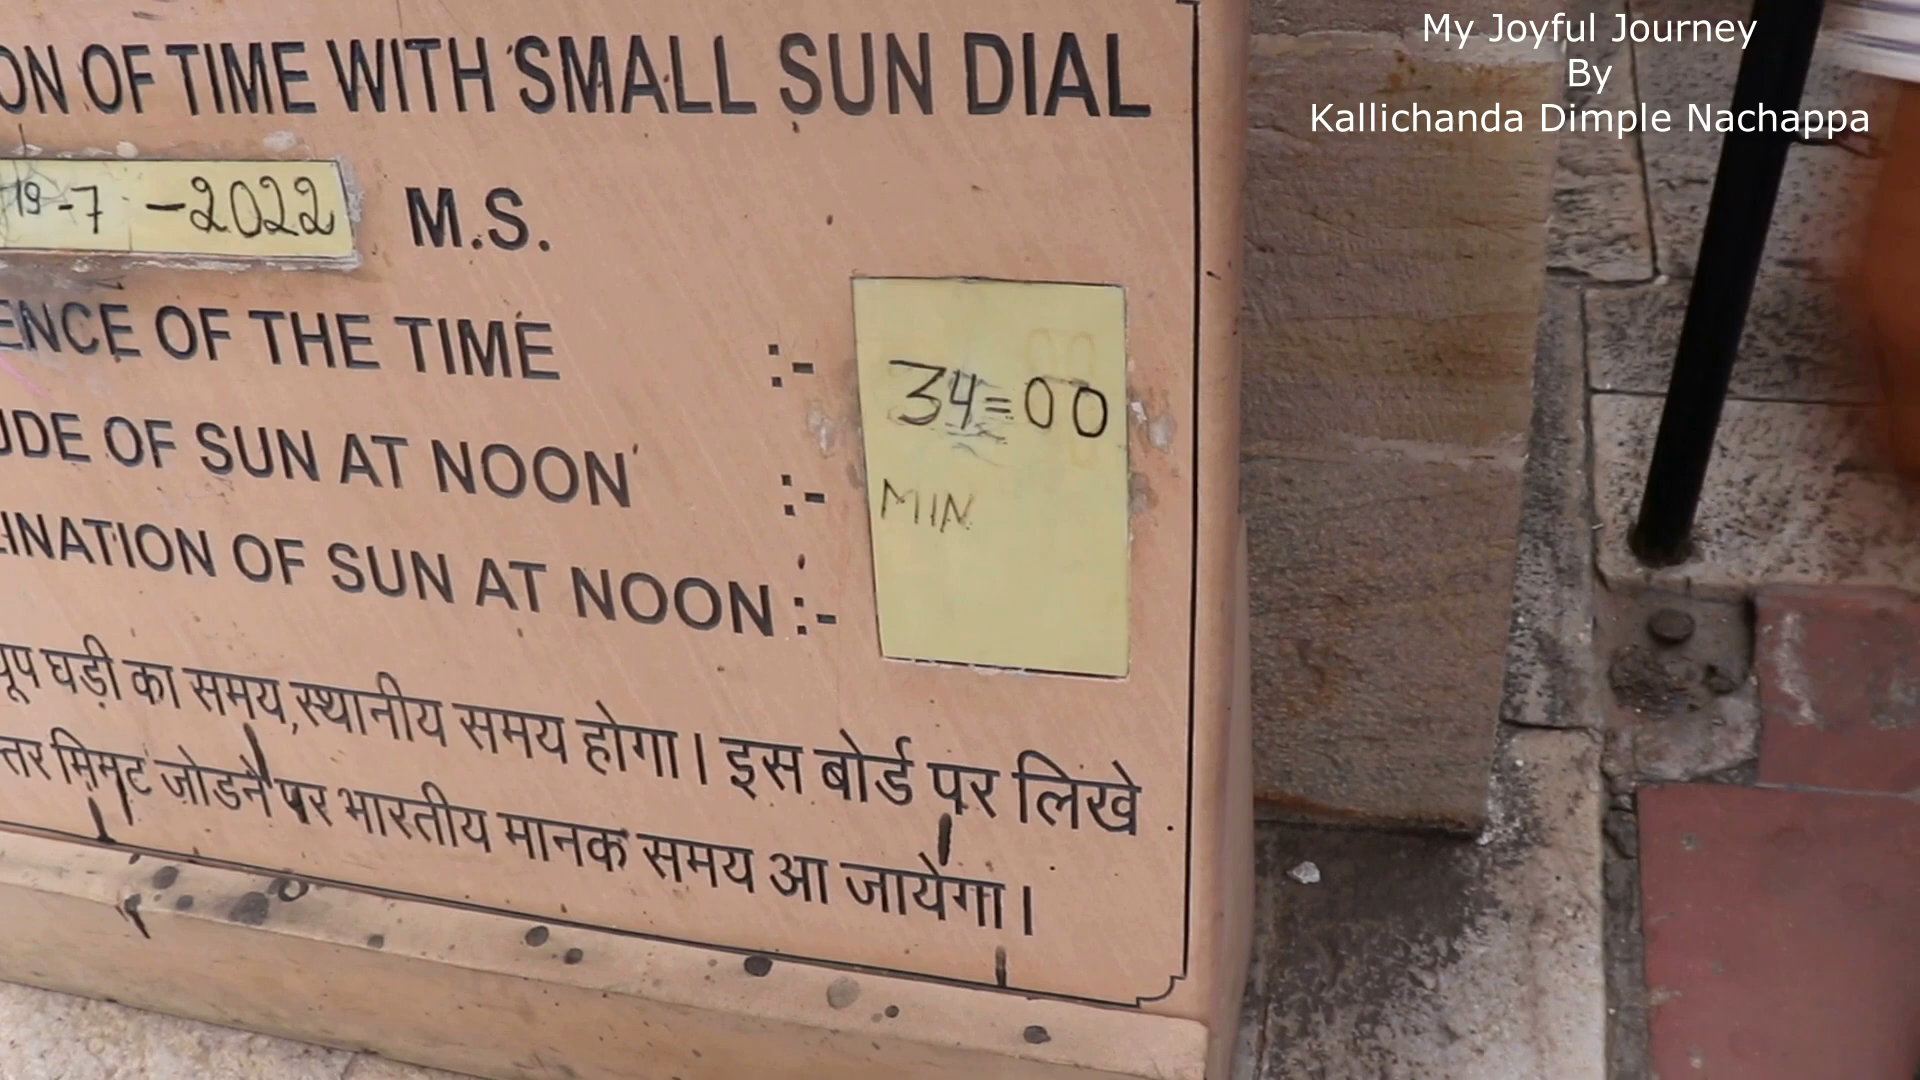 ON OF TIME WITH SMALL SUN DIAL
19-7 -2022 M.S.
ENCE OF THE TIME :-
34=00
UDE OF SUN AT NOON :-
MIN
INATION OF SUN AT NOON :-
धूप घड़ी का समय, स्थानीय समय होगा। इस बोर्ड पर लिखे
तर मिनट जोडने पर भारतीय मानक समय आ जायेगा।
My Joyful Journey
By
Kallichanda Dimple Nachappa